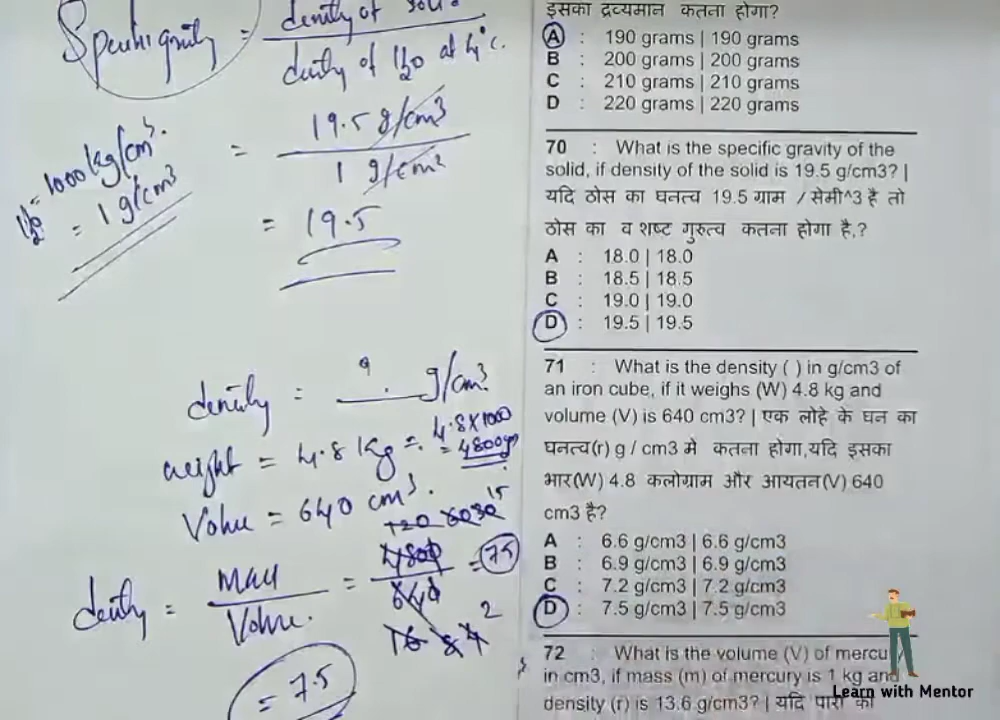 Specific gravity = density of solid
density of H2O at 4°c.
= 19.5 g/cm3
1 g/cm3
= 19.5
H2O = 1000 kg/cm3.
= 1 g/cm3
density = ? g/cm3
weight = 4.8 Kg = 4.8 x 1000
= 4800 gm
Volume = 640 cm3.
density = mass
Volume.
= 4800
640
= 7.5
= 7.5
इसका द्रव्यमान कतना होगा?
A : 190 grams | 190 grams
B : 200 grams | 200 grams
C : 210 grams | 210 grams
D : 220 grams | 220 grams
70 : What is the specific gravity of the
solid, if density of the solid is 19.5 g/cm3? |
यदि ठोस का घनत्व 19.5 ग्राम / सेमी^3 है तो
ठोस का व शष्ट गुरुत्व कतना होगा है,?
A : 18.0 | 18.0
B : 18.5 | 18.5
C : 19.0 | 19.0
D : 19.5 | 19.5
71 : What is the density ( ) in g/cm3 of
an iron cube, if it weighs (W) 4.8 kg and
volume (V) is 640 cm3? | एक लोहे के घन का
घनत्व(r) g / cm3 मे कतना होगा,यदि इसका
भार(W) 4.8 कलोग्राम और आयतन(V) 640
cm3 है?
A : 6.6 g/cm3 | 6.6 g/cm3
B : 6.9 g/cm3 | 6.9 g/cm3
C : 7.2 g/cm3 | 7.2 g/cm3
D : 7.5 g/cm3 | 7.5 g/cm3
72 : What is the volume (V) of mercury
in cm3, if mass (m) of mercury is 1 kg and
density (r) is 13.6 g/cm3? | यदि पारा का
Learn with Mentor